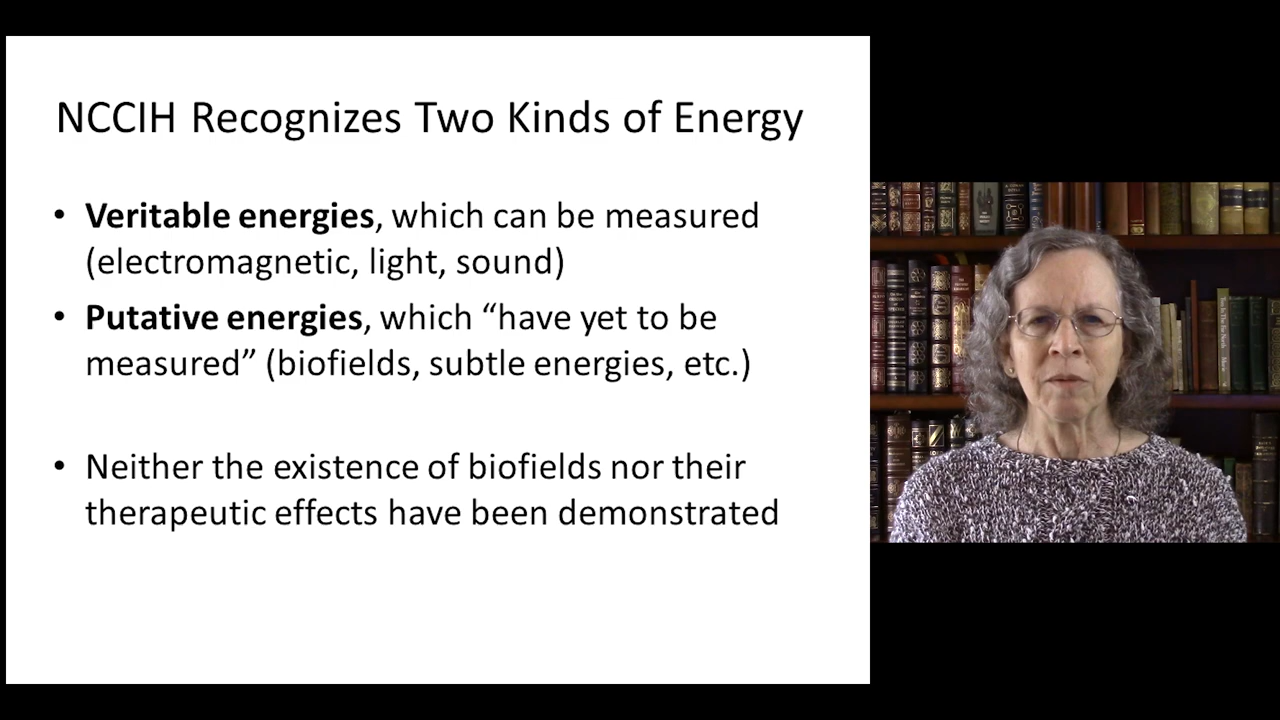 NCCIH Recognizes Two Kinds of Energy
• Veritable energies, which can be measured
(electromagnetic, light, sound)
• Putative energies, which “have yet to be
measured” (biofields, subtle energies, etc.)
• Neither the existence of biofields nor their
therapeutic effects have been demonstrated